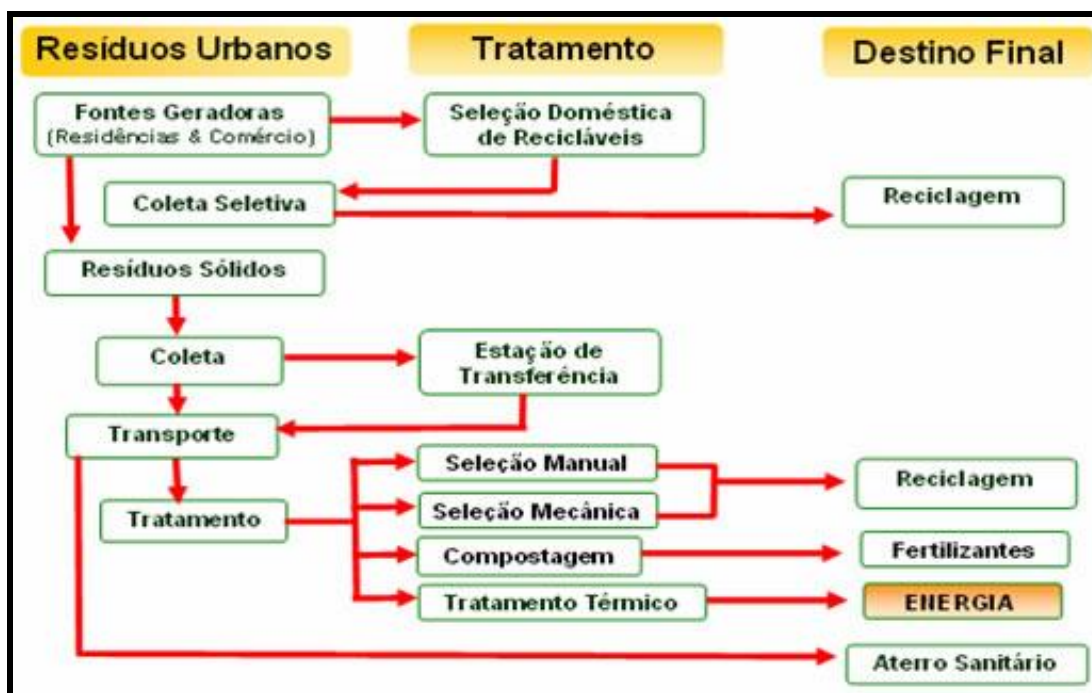 Resíduos Urbanos
Tratamento
Destino Final
Fontes Geradoras
(Residências & Comércio)
Seleção Doméstica
de Recicláveis
Coleta Seletiva
Reciclagem
Resíduos Sólidos
Coleta
Estação de
Transferência
Transporte
Seleção Manual
Reciclagem
Tratamento
Seleção Mecânica
Compostagem
Fertilizantes
Tratamento Térmico
ENERGIA
Aterro Sanitário